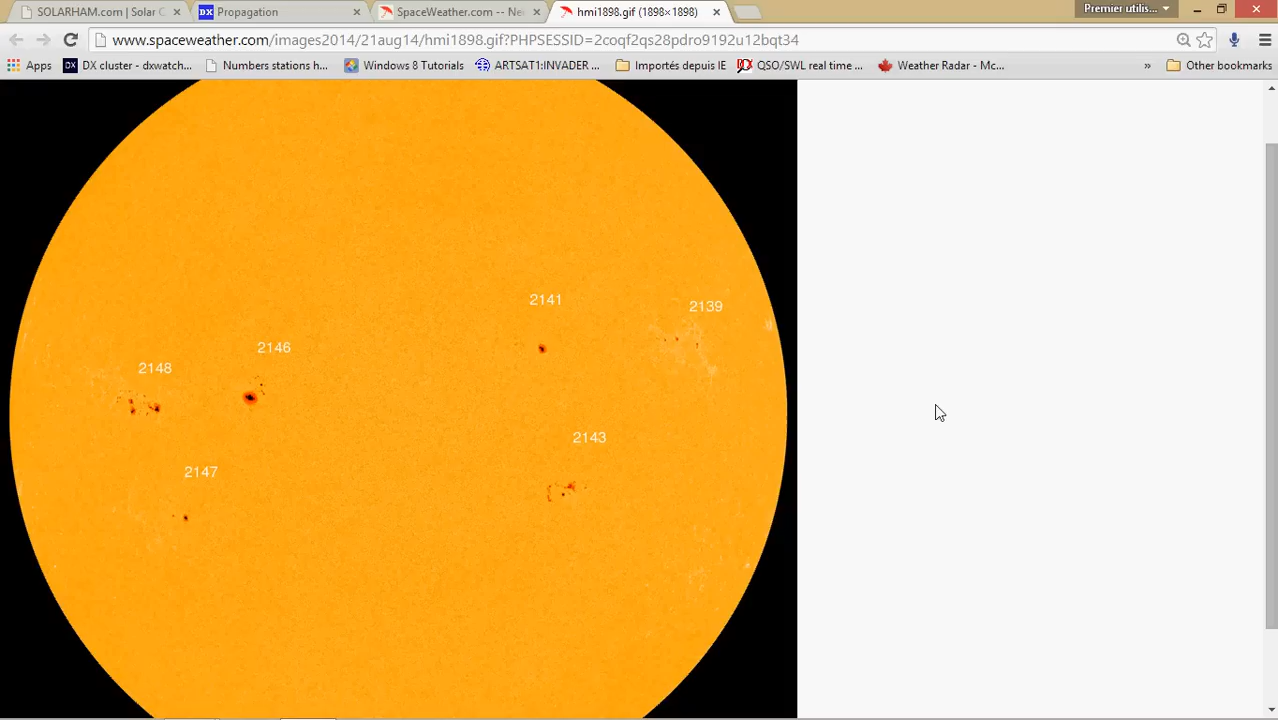 SOLARHAM.com | Solar C
Propagation
SpaceWeather.com -- Ne
hmi1898.gif (1898×1898)
Premier utilis...
www.spaceweather.com/images2014/21aug14/hmi1898.gif?PHPSESSID=2coqf2qs28pdro9192u12bqt34
Apps
DX cluster - dxwatch...
Numbers stations h...
Windows 8 Tutorials
ARTSAT1:INVADER ...
Importés depuis IE
QSO/SWL real time ...
Weather Radar - Mc...
»
Other bookmarks
2141
2139
2146
2148
2143
2147